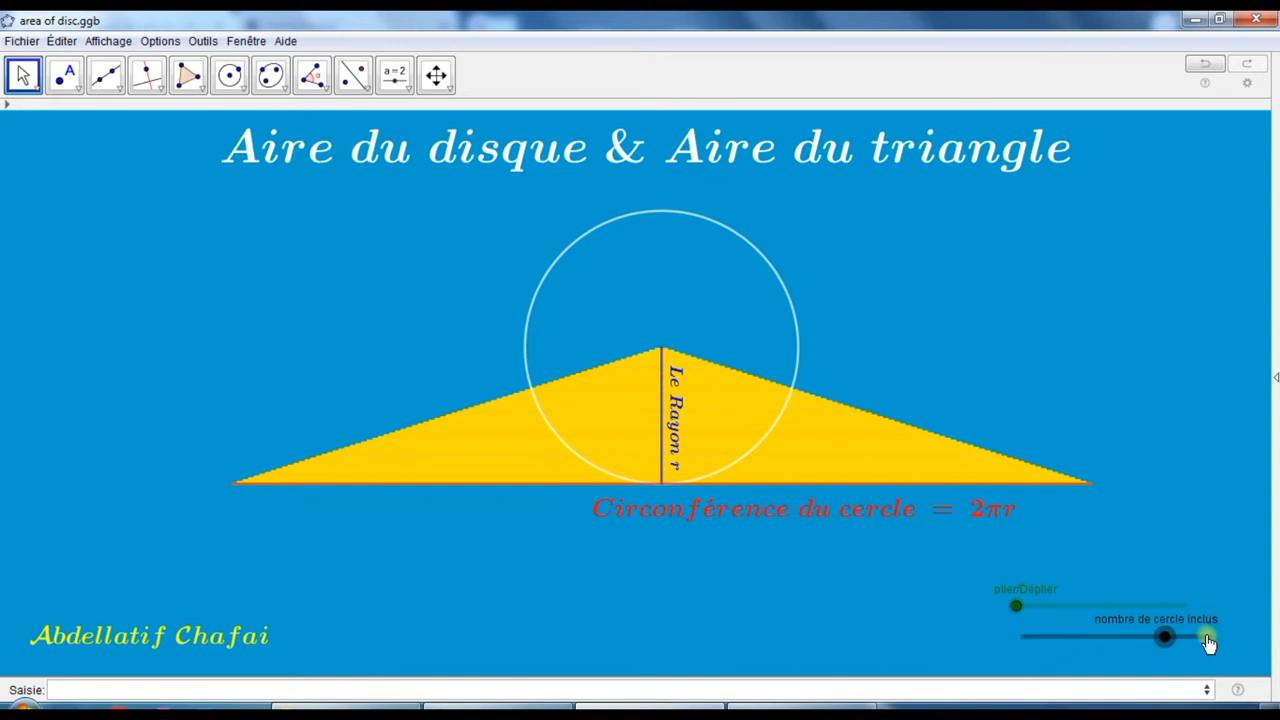 area of disc.ggb
Fichier Éditer Affichage Options Outils Fenêtre Aide
A
α
a = 2
Aire du disque & Aire du triangle
Le Rayon r
Circonférence du cercle = 2πr
plier/Déplier
nombre de cercle inclus
Abdellatif Chafai
Saisie: